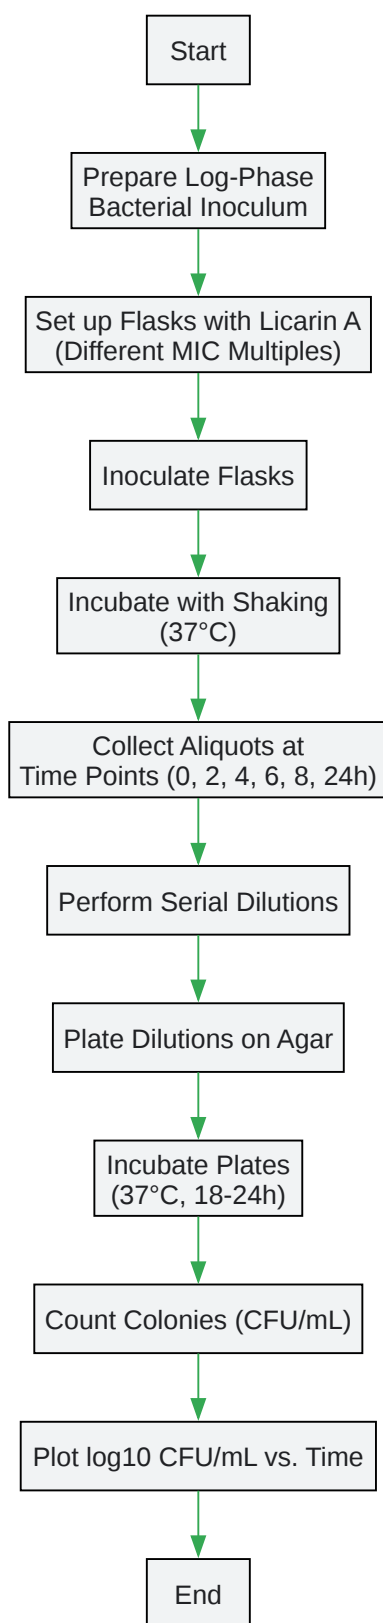 Start
Prepare Log-Phase
Bacterial Inoculum
Set up Flasks with Licarin A
(Different MIC Multiples)
Inoculate Flasks
Incubate with Shaking
(37°C)
Collect Aliquots at
Time Points (0, 2, 4, 6, 8, 24h)
Perform Serial Dilutions
Plate Dilutions on Agar
Incubate Plates
(37°C, 18-24h)
Count Colonies (CFU/mL)
Plot log10 CFU/mL vs. Time
End